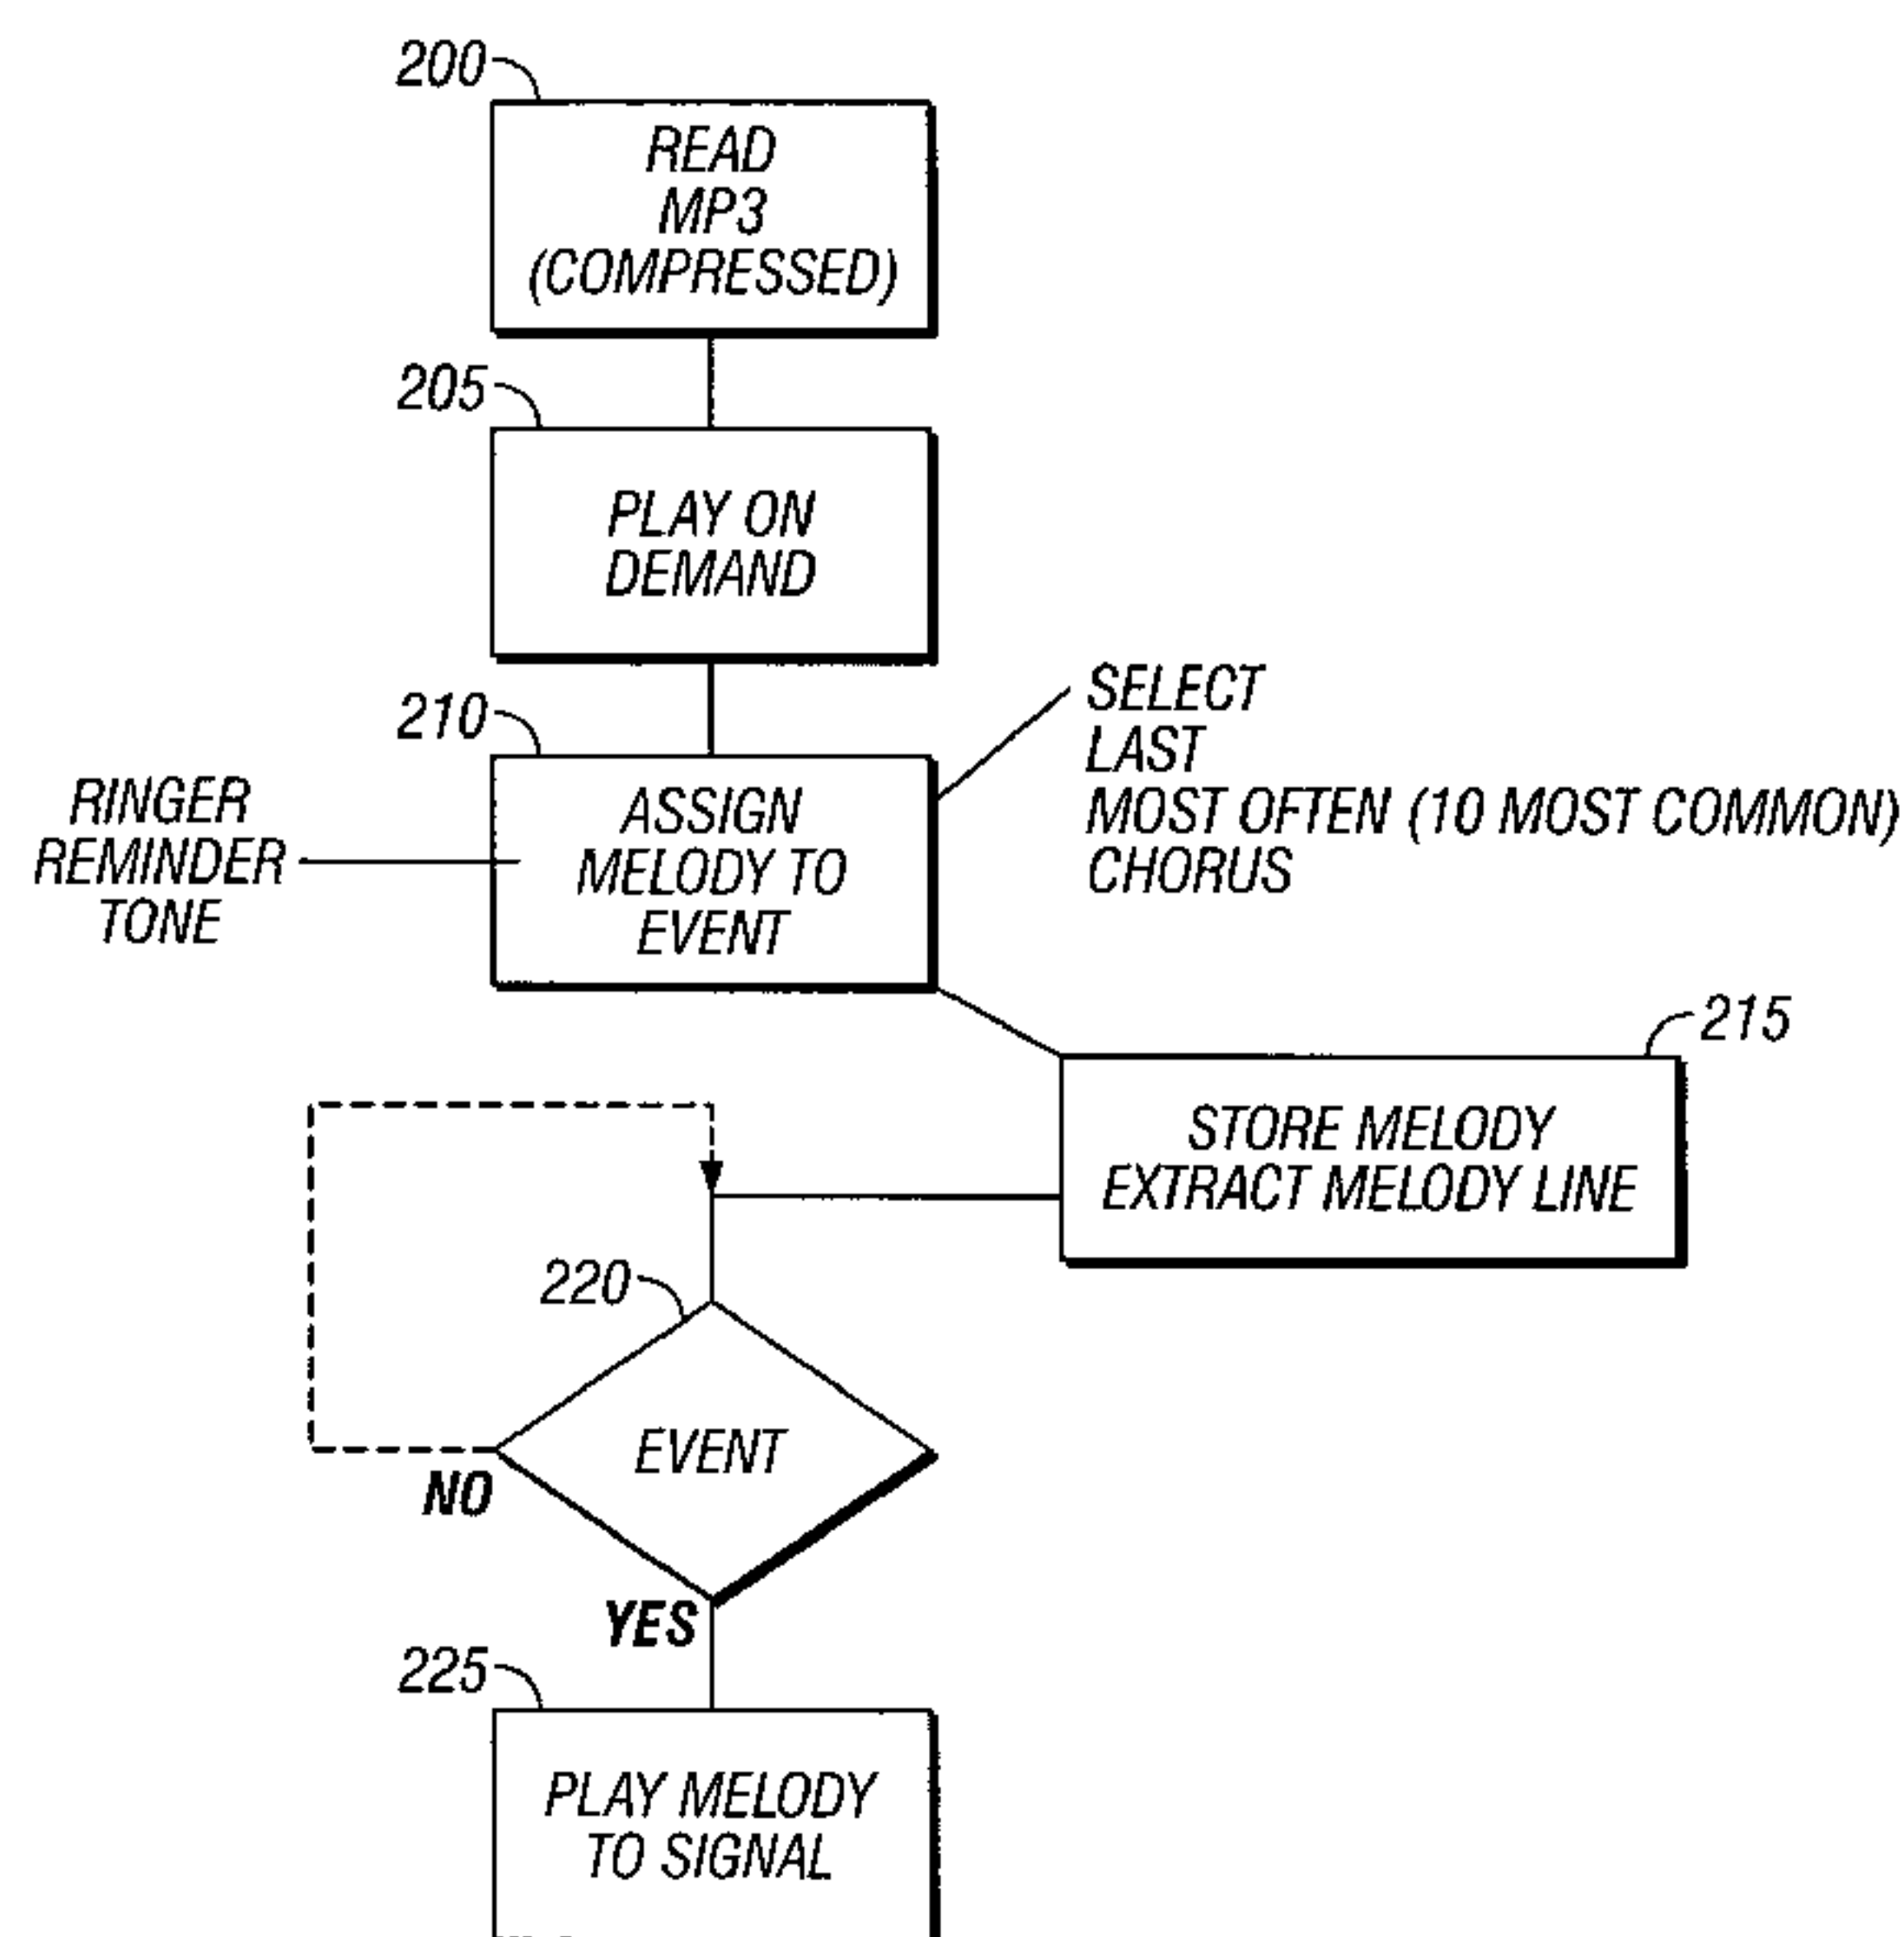 200
READ
MP3
(COMPRESSED)
205
PLAY ON
DEMAND
210
ASSIGN
MELODY TO
EVENT
RINGER
REMINDER
TONE
SELECT
LAST
MOST OFTEN (10 MOST COMMON)
CHORUS
215
STORE MELODY
EXTRACT MELODY LINE
220
EVENT
NO
YES
225
PLAY MELODY
TO SIGNAL